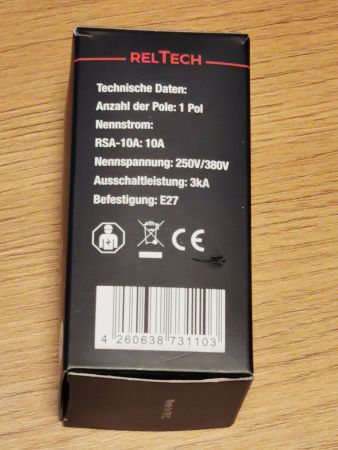 RELTECH
Technische Daten:
Anzahl der Pole: 1 Pol
Nennstrom:
RSA-10A: 10A
Nennspannung: 250V/380V
Ausschaltleistung: 3kA
Befestigung: E27
CE
4 260638 731103